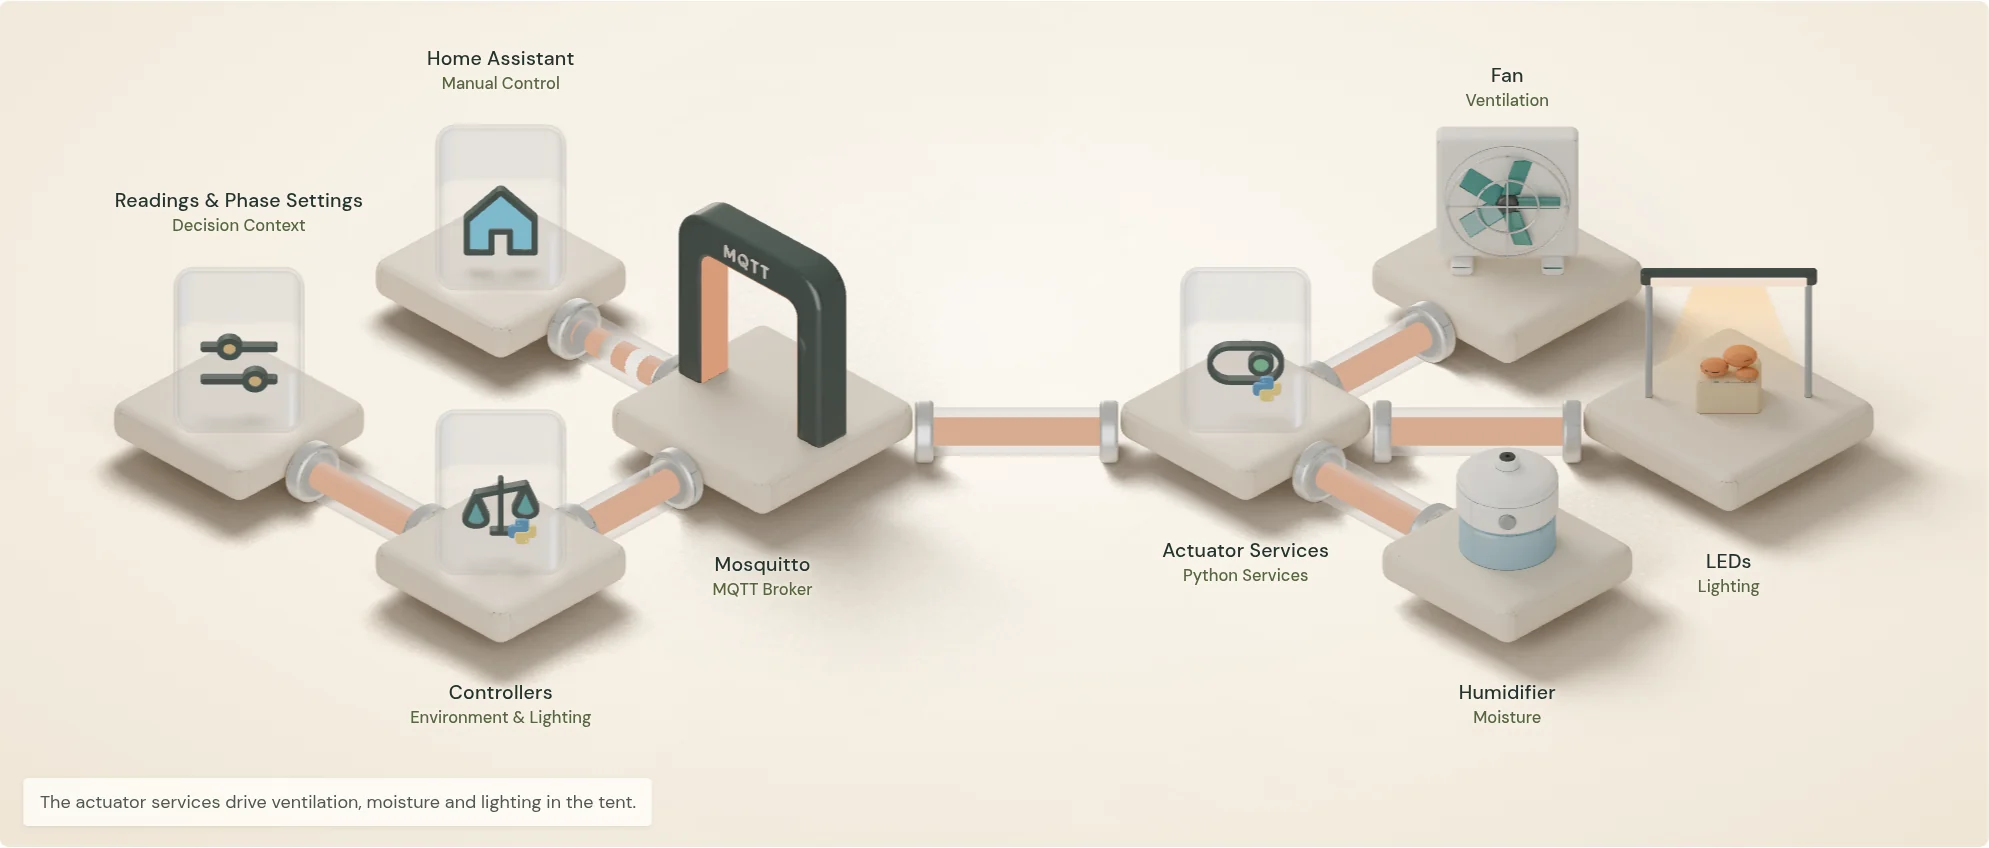 Home Assistant
Manual Control
Fan
Ventilation
Readings & Phase Settings
Decision Context
MQTT
Actuator Services
Python Services
Mosquitto
MQTT Broker
LEDs
Lighting
Controllers
Environment & Lighting
Humidifier
Moisture
The actuator services drive ventilation, moisture and lighting in the tent.